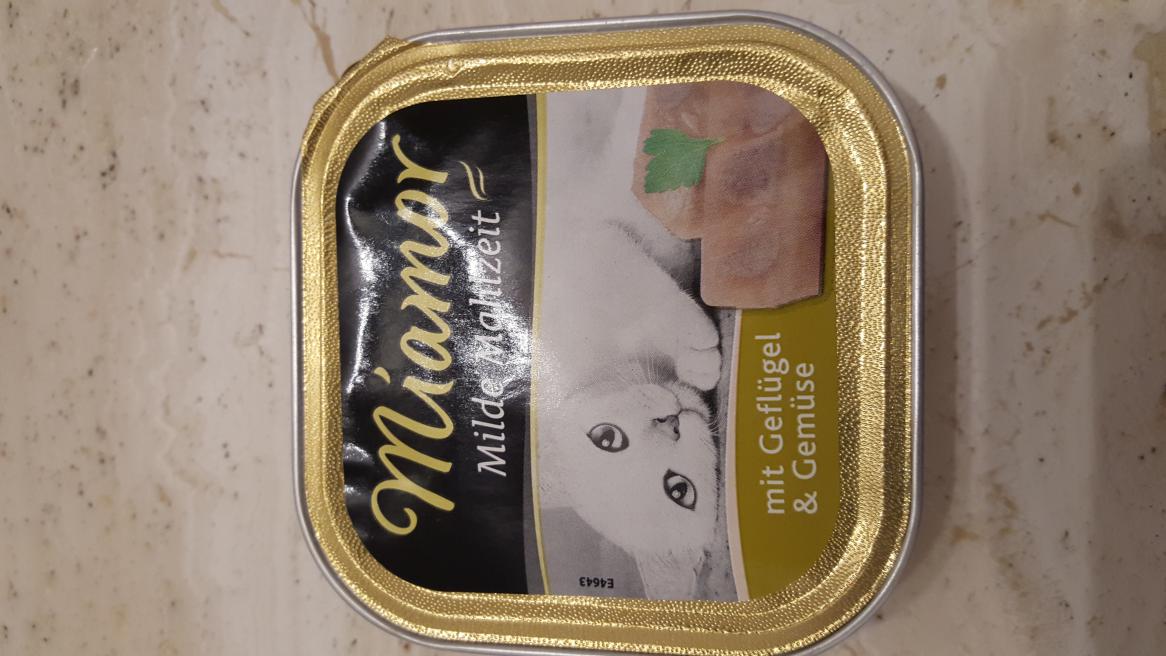 Miamor
Milde Mahlzeit
mit Geflügel
& Gemüse
E4643